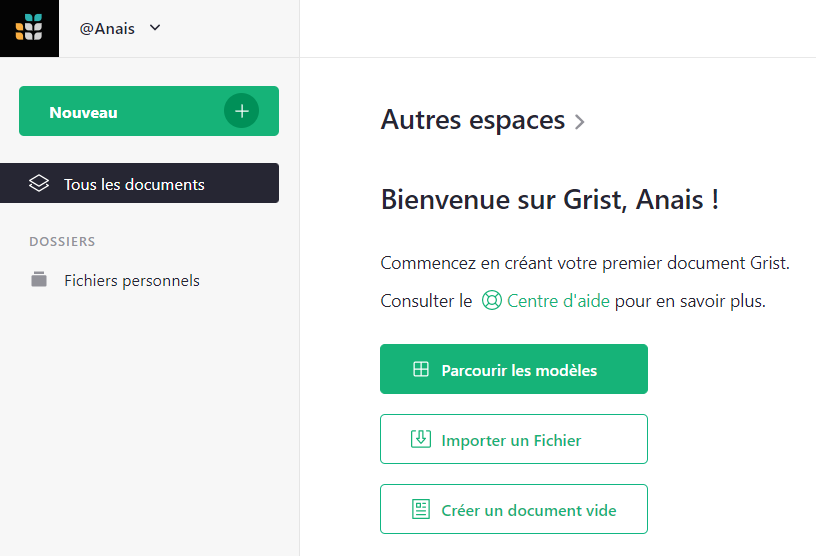 @Anais
Nouveau
Tous les documents
DOSSIERS
Fichiers personnels
Autres espaces
Bienvenue sur Grist, Anais !
Commencez en créant votre premier document Grist.
Consulter le Centre d'aide pour en savoir plus.
Parcourir les modèles
Importer un Fichier
Créer un document vide